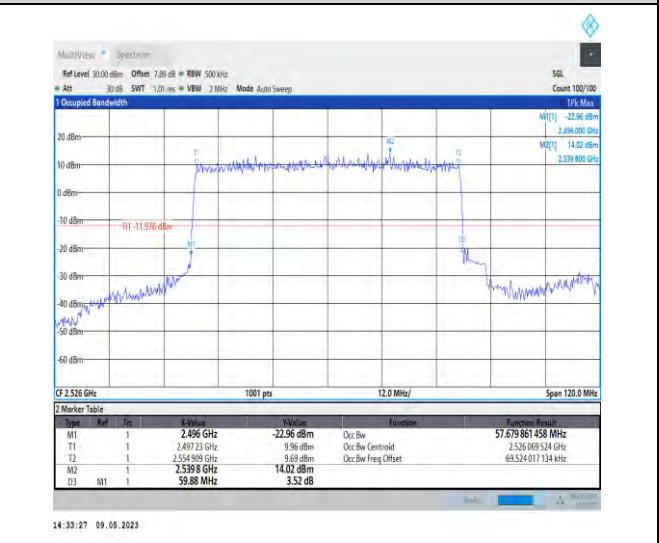 MultiView Spectrum
Ref Level 30.00 dBm Offset 7.89 dB RBW 500 kHz SGL
Att 30 dB SWT 1.01 ms VBW 2 MHz Mode Auto Sweep Count 100/100
1 Occupied Bandwidth 1Pk Max
M1[1] -22.96 dBm
2.496 000 GHz
M2[1] 14.02 dBm
2.539 800 GHz
20 dBm
T1 M2 T2
10 dBm
0 dBm
-10 dBm
H1 -11.976 dBm
-20 dBm
M1 D3
-30 dBm
-40 dBm
-50 dBm
-60 dBm
CF 2.526 GHz 1001 pts 12.0 MHz/ Span 120.0 MHz
2 Marker Table
Type Ref Trc X-Value Y-Value Function Function Result
M1 1 2.496 GHz -22.96 dBm Occ Bw 57.679 861 458 MHz
T1 1 2.497 23 GHz 9.96 dBm Occ Bw Centroid 2.526 069 524 GHz
T2 1 2.554 909 GHz 9.69 dBm Occ Bw Freq Offset 69.524 017 134 kHz
M2 1 2.539 8 GHz 14.02 dBm
D3 M1 1 59.88 MHz 3.52 dB
14:33:27 09.05.2023